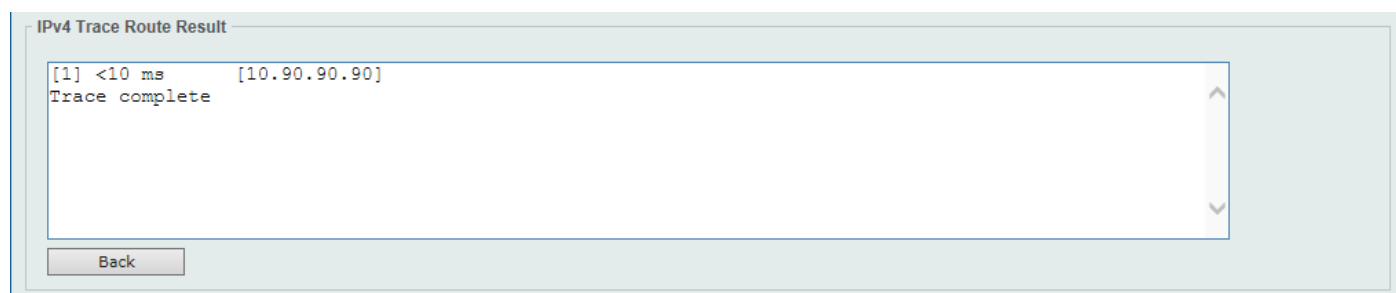 IPv4 Trace Route Result
[1] <10 ms      [10.90.90.90]
Trace complete
Back